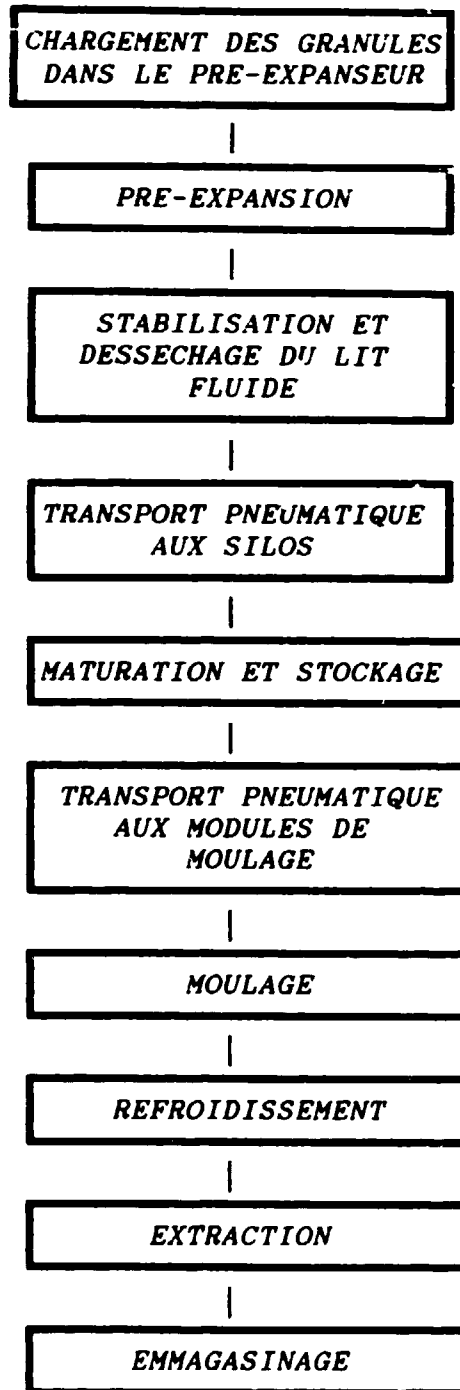 CHARGEMENT DES GRANULES
DANS LE PRE-EXPANSEUR
PRE-EXPANSION
STABILISATION ET
DESSECHAGE DU LIT
FLUIDE
TRANSPORT PNEUMATIQUE
AUX SILOS
MATURATION ET STOCKAGE
TRANSPORT PNEUMATIQUE
AUX MODULES DE
MOULAGE
MOULAGE
REFROIDISSEMENT
EXTRACTION
EMMAGASINAGE